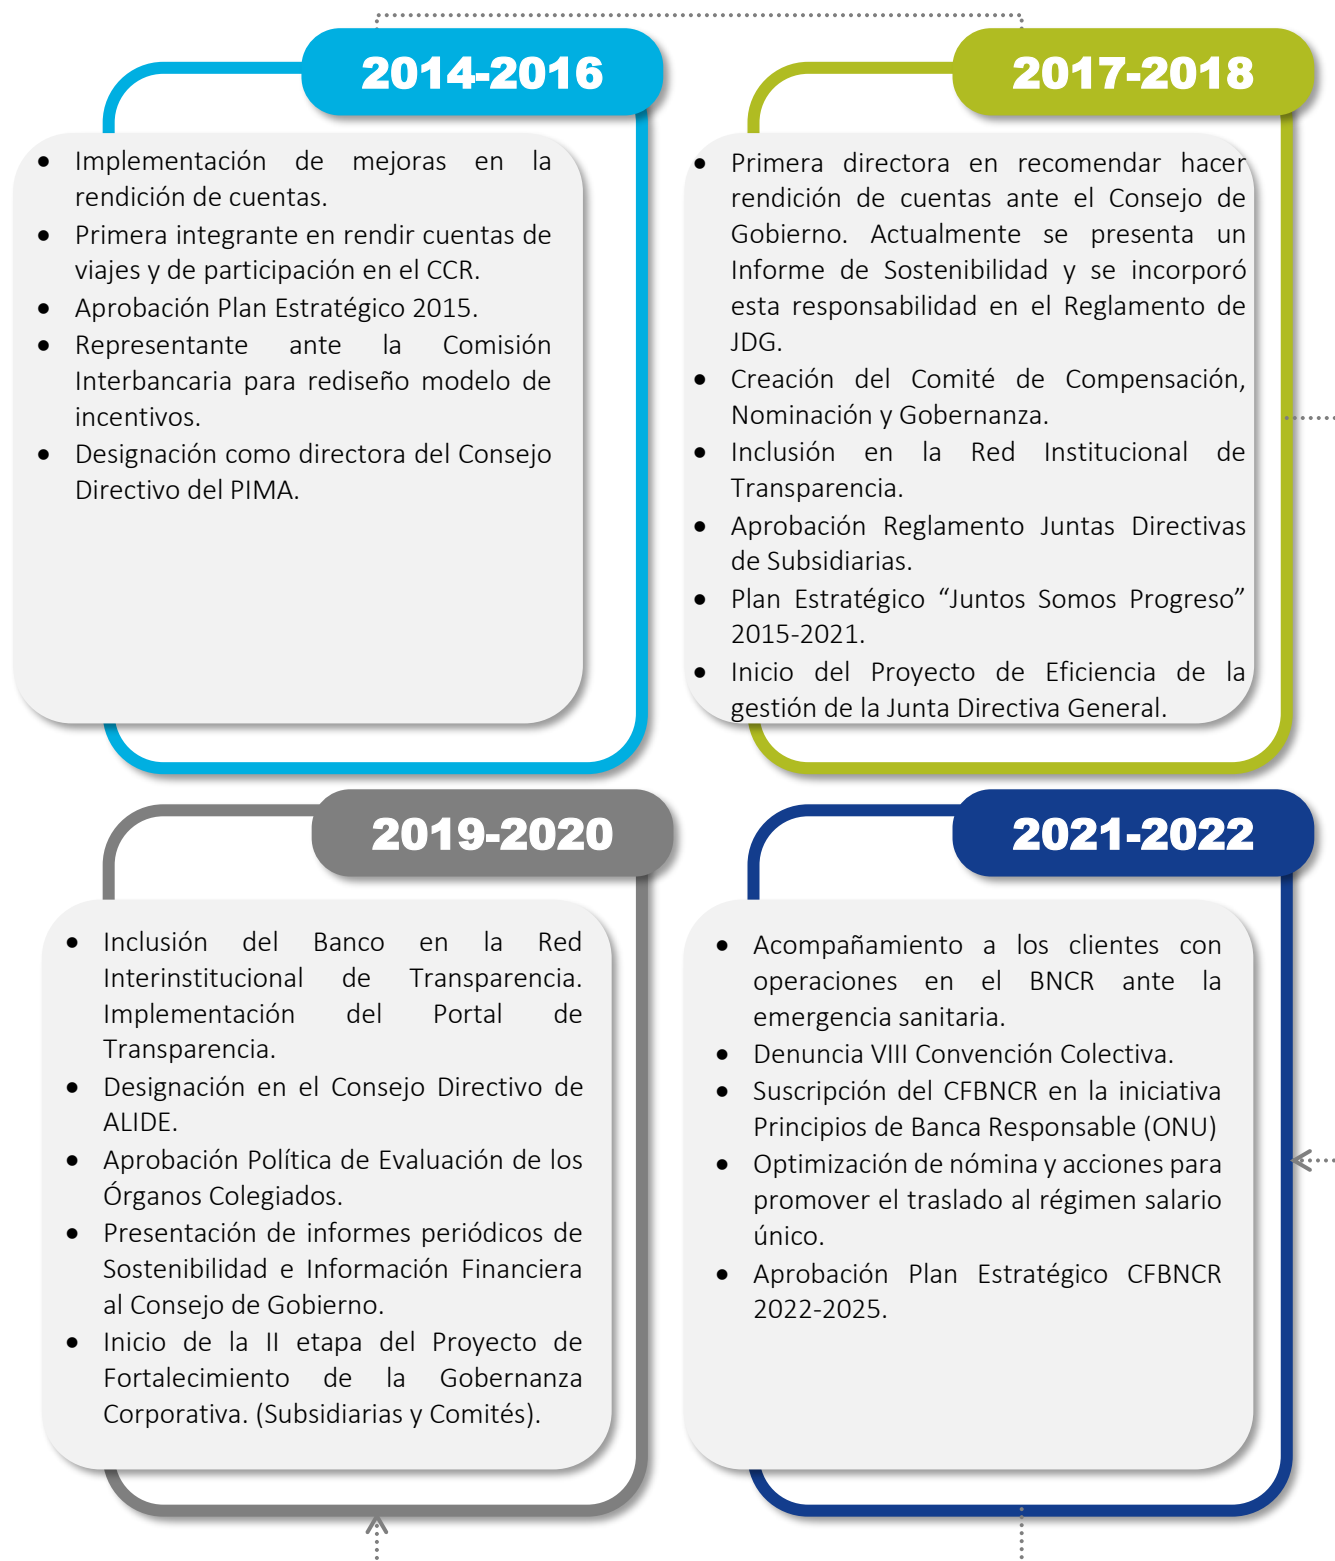 2014-2016
• Implementación de mejoras en la
rendición de cuentas.
• Primera integrante en rendir cuentas de
viajes y de participación en el CCR.
• Aprobación Plan Estratégico 2015.
• Representante ante la Comisión
Interbancaria para rediseño modelo de
incentivos.
• Designación como directora del Consejo
Directivo del PIMA.
2017-2018
• Primera directora en recomendar hacer
rendición de cuentas ante el Consejo de
Gobierno. Actualmente se presenta un
Informe de Sostenibilidad y se incorporó
esta responsabilidad en el Reglamento de
JDG.
• Creación del Comité de Compensación,
Nominación y Gobernanza.
• Inclusión en la Red Institucional de
Transparencia.
• Aprobación Reglamento Juntas Directivas
de Subsidiarias.
• Plan Estratégico “Juntos Somos Progreso”
2015-2021.
• Inicio del Proyecto de Eficiencia de la
gestión de la Junta Directiva General.
2019-2020
• Inclusión del Banco en la Red
Interinstitucional de Transparencia.
Implementación del Portal de
Transparencia.
• Designación en el Consejo Directivo de
ALIDE.
• Aprobación Política de Evaluación de los
Órganos Colegiados.
• Presentación de informes periódicos de
Sostenibilidad e Información Financiera
al Consejo de Gobierno.
• Inicio de la II etapa del Proyecto de
Fortalecimiento de la Gobernanza
Corporativa. (Subsidiarias y Comités).
2021-2022
• Acompañamiento a los clientes con
operaciones en el BNCR ante la
emergencia sanitaria.
• Denuncia VIII Convención Colectiva.
• Suscripción del CFBNCR en la iniciativa
Principios de Banca Responsable (ONU)
• Optimización de nómina y acciones para
promover el traslado al régimen salario
único.
• Aprobación Plan Estratégico CFBNCR
2022-2025.